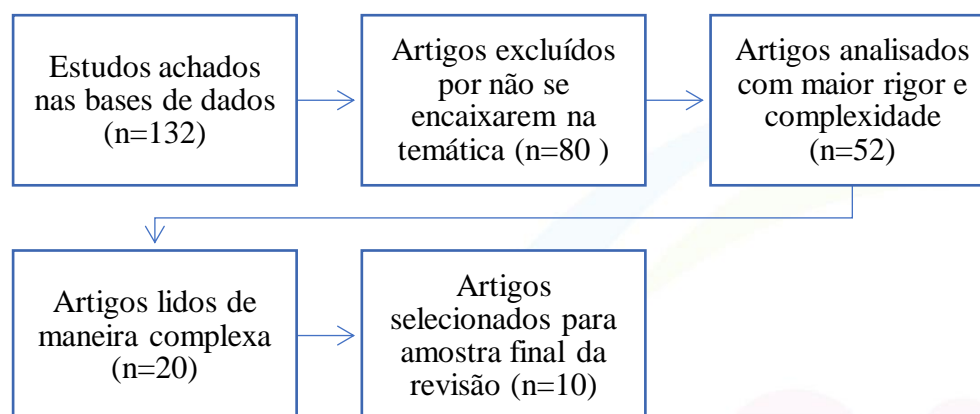 Estudos achados
nas bases de dados
(n=132)
Artigos excluídos
por não se
encaixarem na
temática (n=80 )
Artigos analisados
com maior rigor e
complexidade
(n=52)
Artigos lidos de
maneira complexa
(n=20)
Artigos
selecionados para
amostra final da
revisão (n=10)